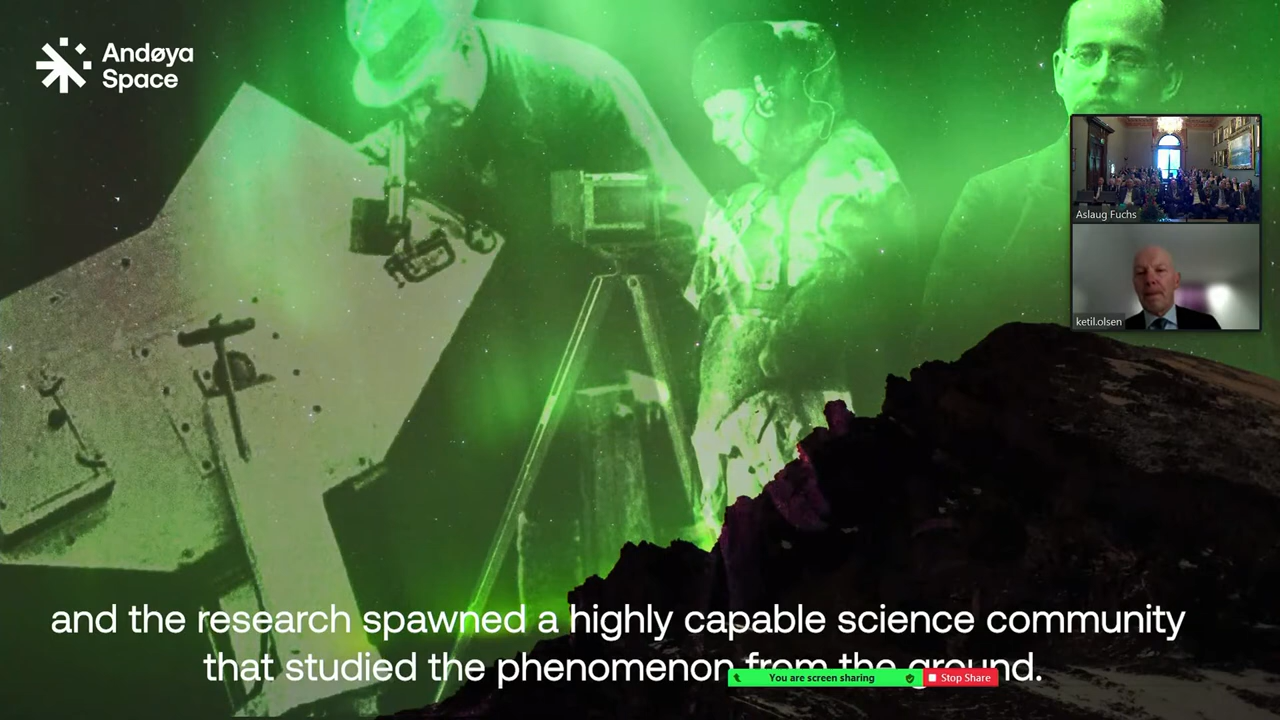 Andøya
Space
Aslaug Fuchs
ketil.olsen
and the research spawned a highly capable science community
that studied the phenomenon from the ground.
You are screen sharing
Stop Share